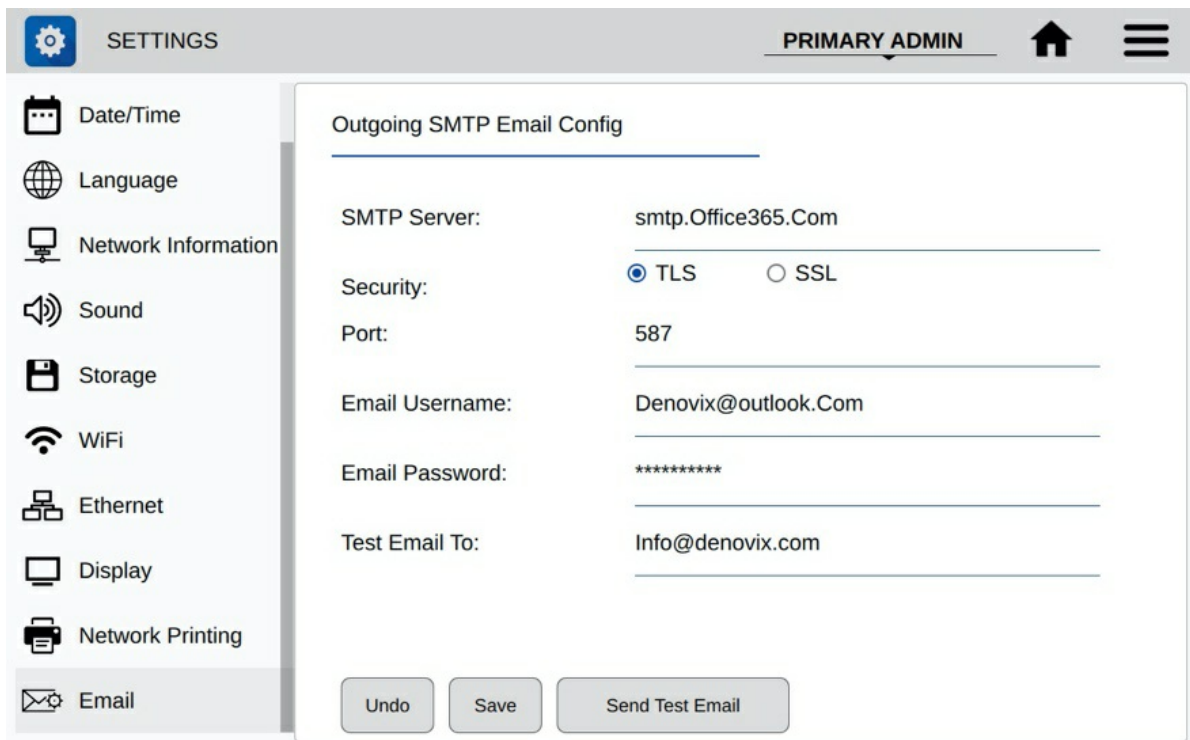 SETTINGS
PRIMARY ADMIN
Date/Time
Language
Network Information
Sound
Storage
WiFi
Ethernet
Display
Network Printing
Email
Outgoing SMTP Email Config
SMTP Server: smtp.Office365.Com
Security: TLS SSL
Port: 587
Email Username: Denovix@outlook.Com
Email Password: **********
Test Email To: Info@denovix.com
Undo Save Send Test Email